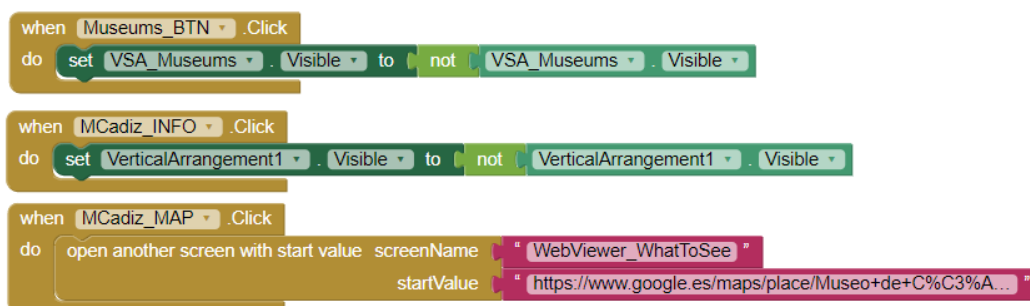 when Museums_BTN .Click
do set VSA_Museums . Visible to not VSA_Museums . Visible
when MCadiz_INFO .Click
do set VerticalArrangement1 . Visible to not VerticalArrangement1 . Visible
when MCadiz_MAP .Click
do open another screen with start value screenName “ WebViewer_WhatToSee ”
startValue “ https://www.google.es/maps/place/Museo+de+C%C3%A... ”